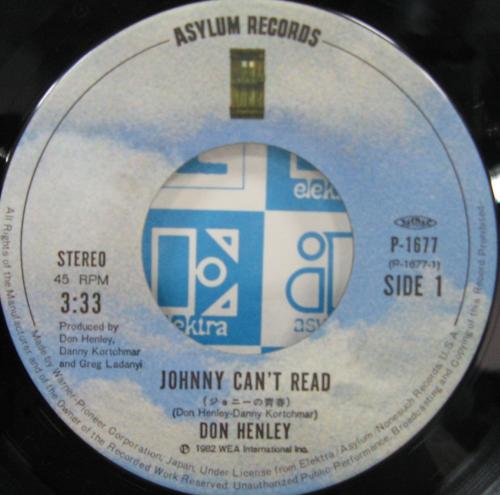 ASYLUM RECORDS
elektra
STEREO
45 RPM
3:33
Produced by
Don Henley,
Danny Kortchmar
and Greg Ladanyi
P-1677
(P-1677-1)
SIDE 1
elektra
asy
JOHNNY CAN'T READ
(ジョニーの青春)
(Don Henley-Danny Kortchmar)
DON HENLEY
Ⓟ 1982 WEA International Inc.
Made by Warner-Pioneer Corporation, Japan, Under License from Elektra/Asylum/Nonesuch Records U.S.A.
All Rights of the Manufacturer and of the Owner of the Recorded Work Reserved. Unauthorized Public Performance, Broadcasting and Copying of this Record Prohibited